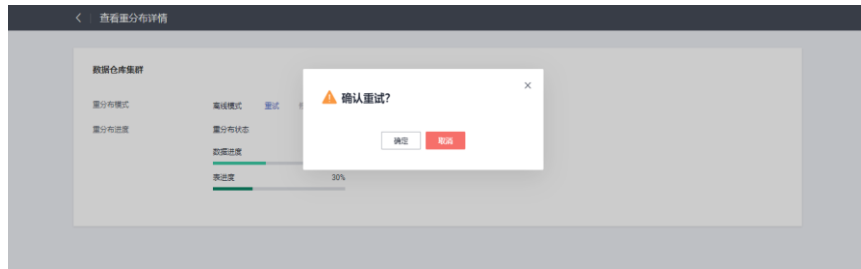 查看重分布详情
数据仓库集群
重分布模式 离线模式 重试
重分布进度 重分布状态
数据进度
表进度 30%
确认重试?
确定 取消